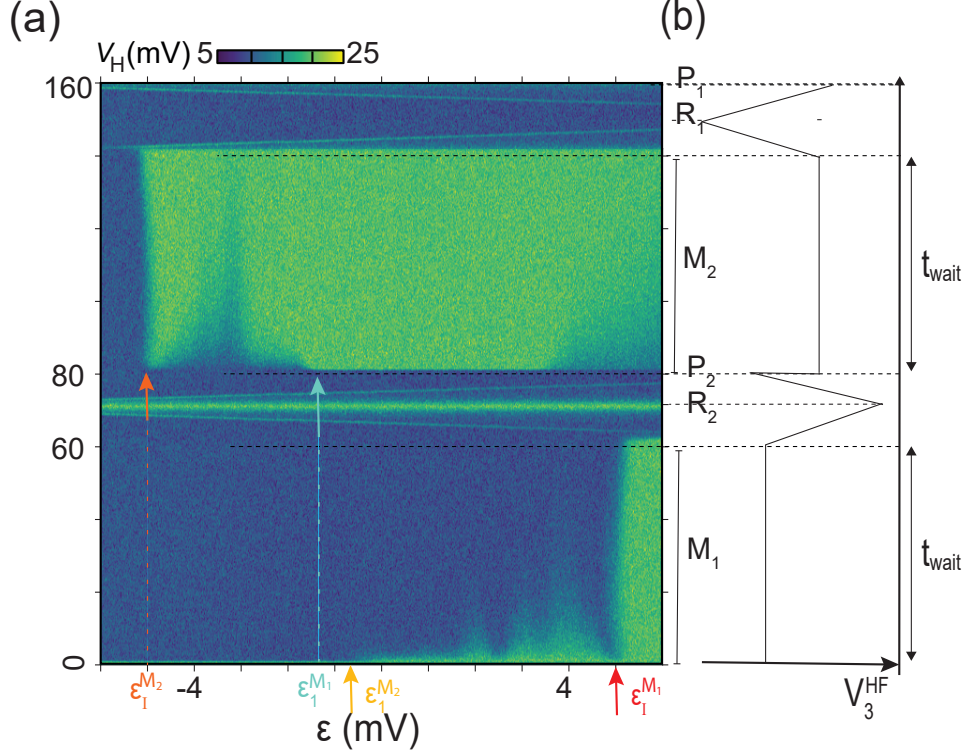 (a)
(b)
V_H(mV) 5 25
160
80
60
0
ε_I^{M_2}
-4
ε_1^{M_1}
ε_1^{M_2}
4
ε_I^{M_1}
ε (mV)
P_1
R_1
M_2
t_wait
P_2
R_2
M_1
t_wait
V_3^{HF}